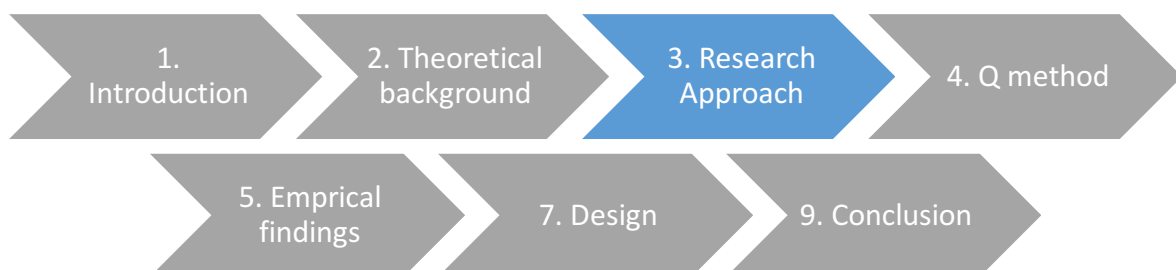 1.
Introduction
2. Theoretical
background
3. Research
Approach
4. Q method
5. Emprical
findings
7. Design
9. Conclusion